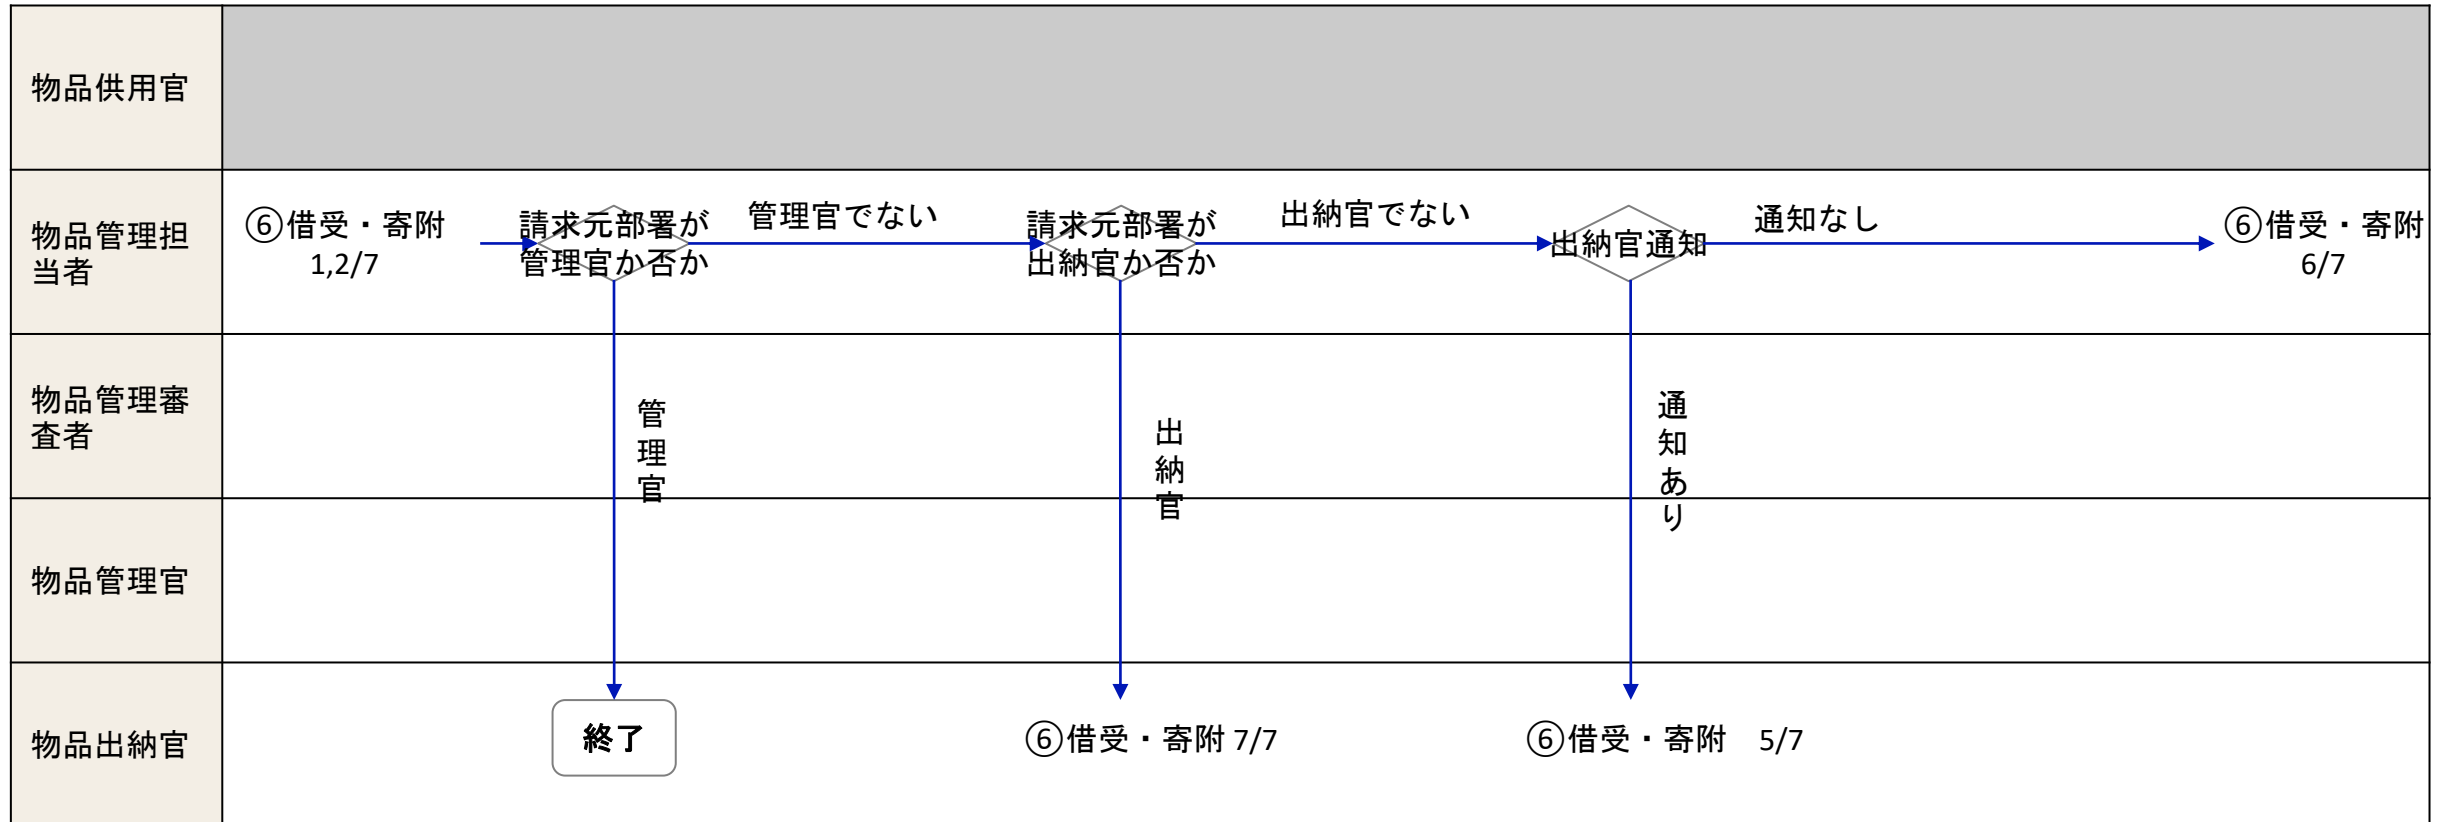 物品供用官
物品管理担
当者
⑥借受・寄附
1,2/7
請求元部署が
管理官か否か
管理官でない
請求元部署が
出納官か否か
出納官でない
出納官通知
通知なし
⑥借受・寄附
6/7
物品管理審
査者
管理官
出納官
通知あり
物品管理官
物品出納官
終了
⑥借受・寄附 7/7
⑥借受・寄附　5/7